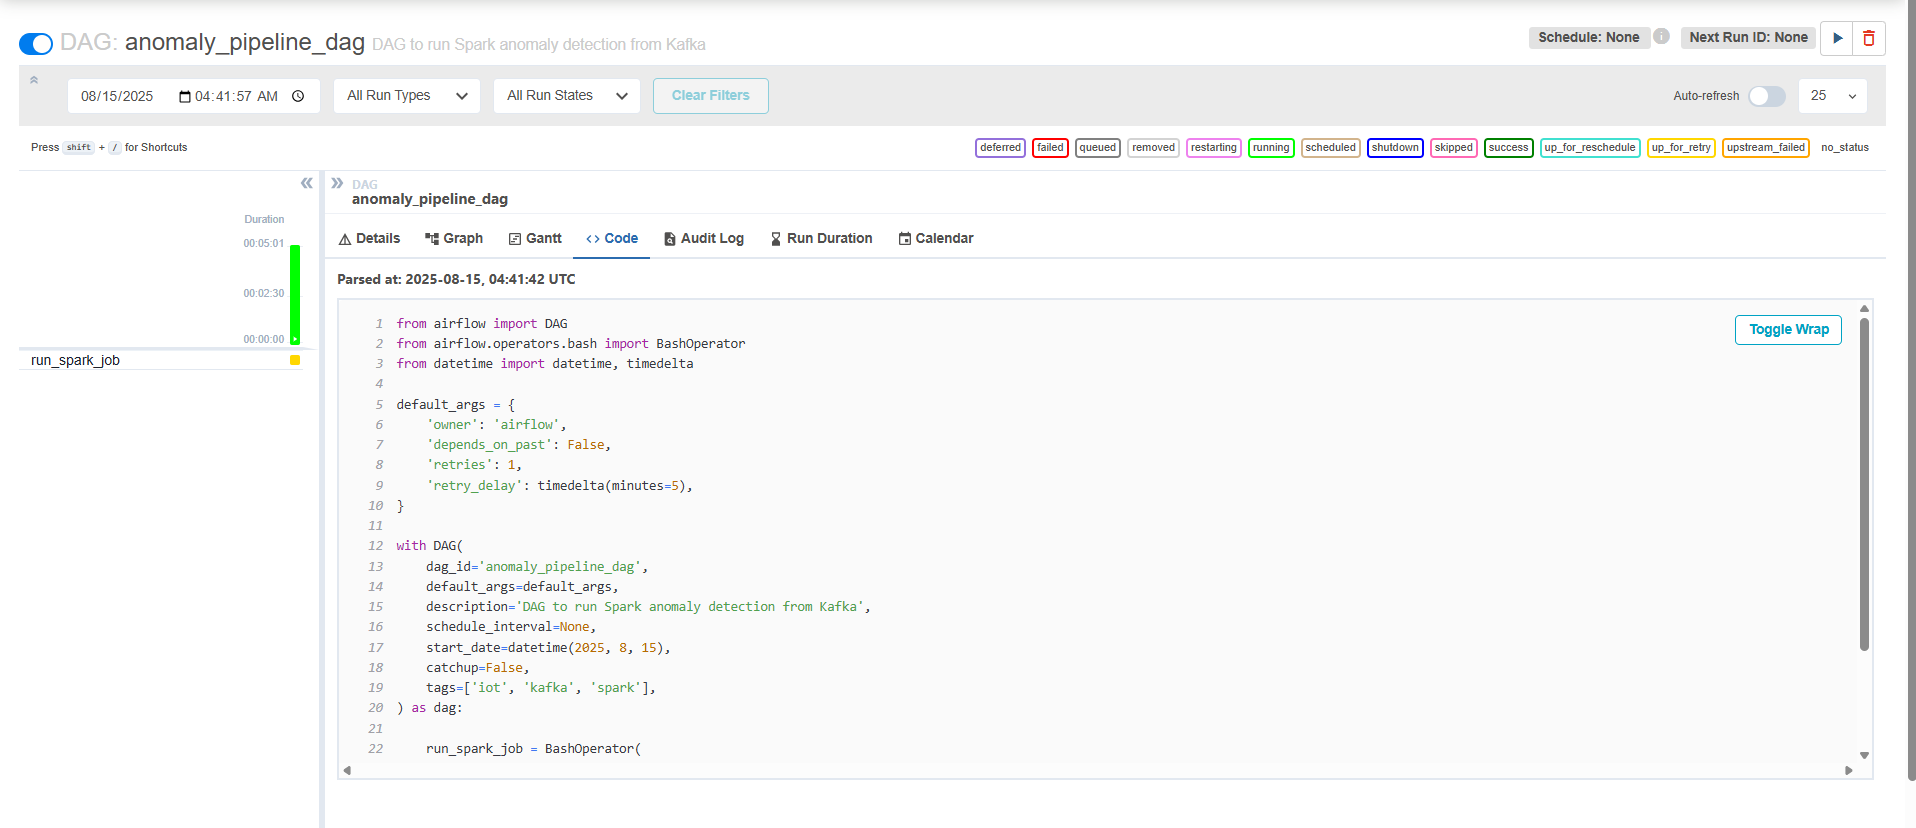 DAG: anomaly_pipeline_dag DAG to run Spark anomaly detection from Kafka
Schedule: None
Next Run ID: None
08/15/2025 04:41:57 AM
All Run Types
All Run States
Clear Filters
Auto-refresh
25
Press shift + / for Shortcuts
deferred failed queued removed restarting running scheduled shutdown skipped success up_for_reschedule up_for_retry upstream_failed no_status
Duration
00:05:01
00:02:30
00:00:00
run_spark_job
DAG
anomaly_pipeline_dag
Details Graph Gantt Code Audit Log Run Duration Calendar
Parsed at: 2025-08-15, 04:41:42 UTC
Toggle Wrap
1 from airflow import DAG
2 from airflow.operators.bash import BashOperator
3 from datetime import datetime, timedelta
4
5 default_args = {
6     'owner': 'airflow',
7     'depends_on_past': False,
8     'retries': 1,
9     'retry_delay': timedelta(minutes=5),
10 }
11
12 with DAG(
13     dag_id='anomaly_pipeline_dag',
14     default_args=default_args,
15     description='DAG to run Spark anomaly detection from Kafka',
16     schedule_interval=None,
17     start_date=datetime(2025, 8, 15),
18     catchup=False,
19     tags=['iot', 'kafka', 'spark'],
20 ) as dag:
21
22     run_spark_job = BashOperator(